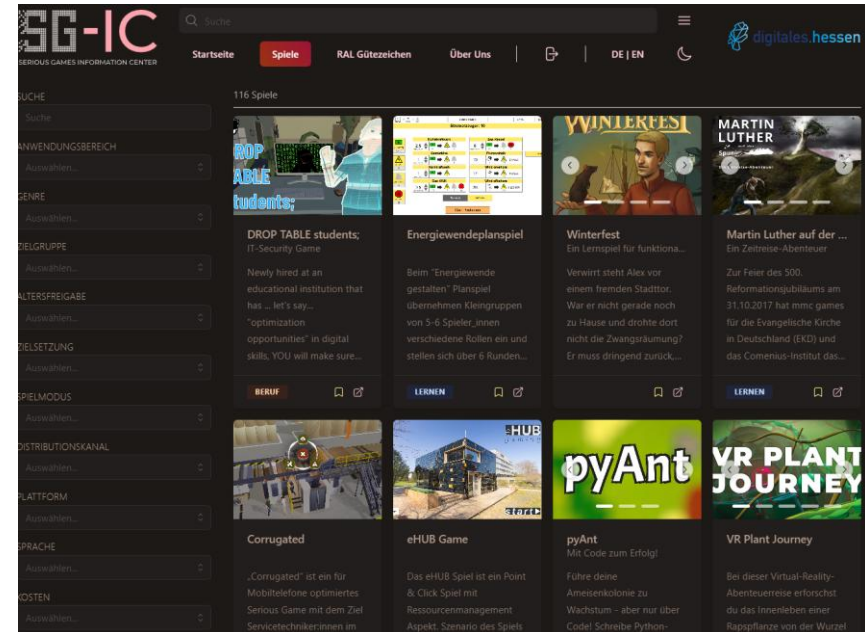 SG-IC
SERIOUS GAMES INFORMATION CENTER
Suche
Startseite
Spiele
RAL Gütezeichen
Über Uns
DE | EN
digitales.hessen
SUCHE
Suche
ANWENDUNGSBEREICH
Auswählen...
GENRE
Auswählen...
ZIELGRUPPE
Auswählen...
ALTERSFREIGABE
Auswählen...
ZIELSETZUNG
Auswählen...
SPIELMODUS
Auswählen...
DISTRIBUTIONSKANAL
Auswählen...
PLATTFORM
Auswählen...
SPRACHE
Auswählen...
KOSTEN
Auswählen...
116 Spiele
DROP
TABLE
students;
DROP TABLE students;
IT-Security Game
Newly hired at an
educational institution that
has ... let's say...
"optimization
opportunities" in digital
skills, YOU will make sure...
BERUF
Energiewendeplanspiel
Beim "Energiewende
gestalten" Planspiel
übernehmen Kleingruppen
von 5-6 Spieler_innen
verschiedene Rollen ein und
stellen sich über 6 Runden...
LERNEN
WINTERFEST
Winterfest
Ein Lernspiel für funktiona...
Verwirrt steht Alex vor
einem fremden Stadttor.
War er nicht gerade noch
zu Hause und drohte dort
nicht die Zwangsräumung?
Er muss dringend zurück,...
MARTIN
LUTHER
Martin Luther auf der ...
Ein Zeitreise-Abenteuer
Zur Feier des 500.
Reformationsjubiläums am
31.10.2017 hat mmc games
für die Evangelische Kirche
in Deutschland (EKD) und
das Comenius-Institut das...
LERNEN
Corrugated
„Corrugated" ist ein für
Mobiltelefone optimiertes
Serious Game mit dem Ziel
Servicetechniker:innen im
eHUB
start
eHUB Game
Das eHUB Spiel ist ein Point
& Click Spiel mit
Ressourcenmanagement
Aspekt. Szenario des Spiels
pyAnt
pyAnt
Mit Code zum Erfolg!
Führe deine
Ameisenkolonie zu
Wachstum - aber nur über
Code! Schreibe Python-
VR PLANT
JOURNEY
VR Plant Journey
Bei dieser Virtual-Reality-
Abenteuerreise erforschst
du das Innenleben einer
Rapspflanze von der Wurzel